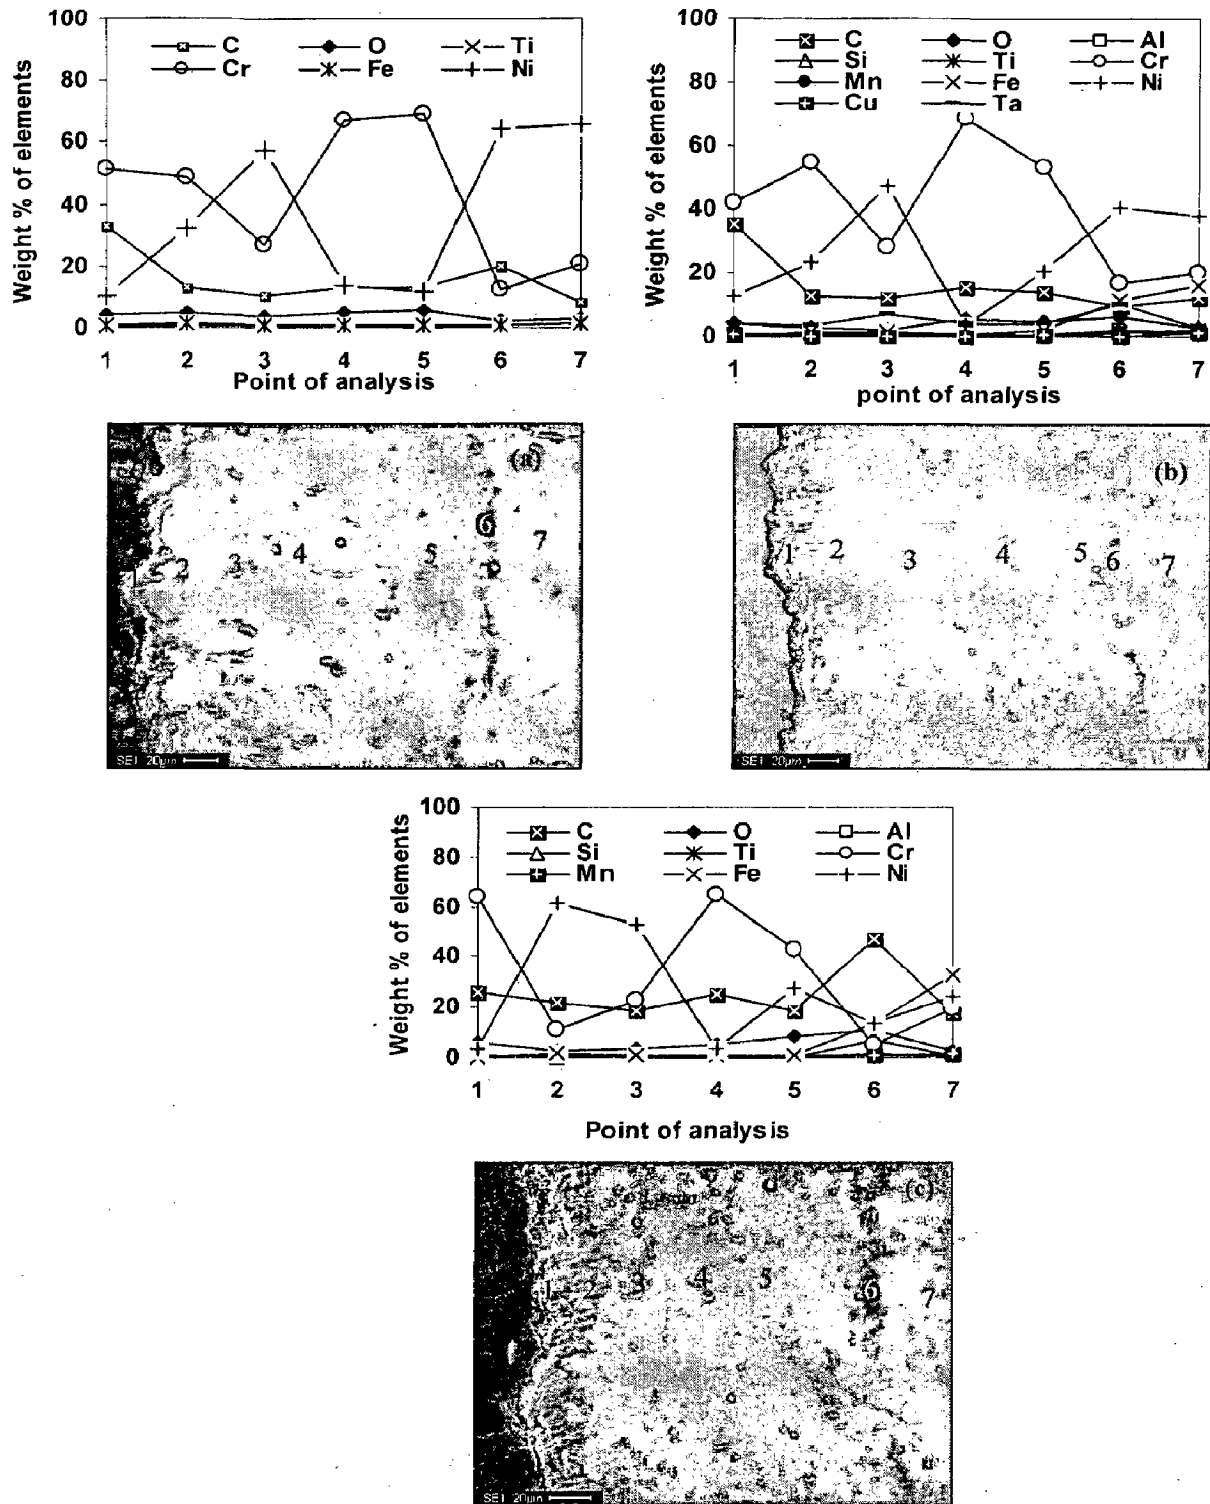 100
80
60
40
20
0
Weight % of elements
C O Ti
Cr Fe Ni
1 2 3 4 5 6 7
Point of analysis
100
80
60
40
20
0
Weight % of elements
C O Al
Si Ti Cr
Mn Fe Ni
Cu Ta
1 2 3 4 5 6 7
point of analysis
(a)
1 2 3 4 5 6 7
SEI 20µm
(b)
1 2 3 4 5 6 7
SEI 20µm
100
80
60
40
20
0
Weight % of elements
C O Al
Si Ti Cr
Mn Fe Ni
1 2 3 4 5 6 7
Point of analysis
(c)
1 2 3 4 5 6 7
SEI 20µm